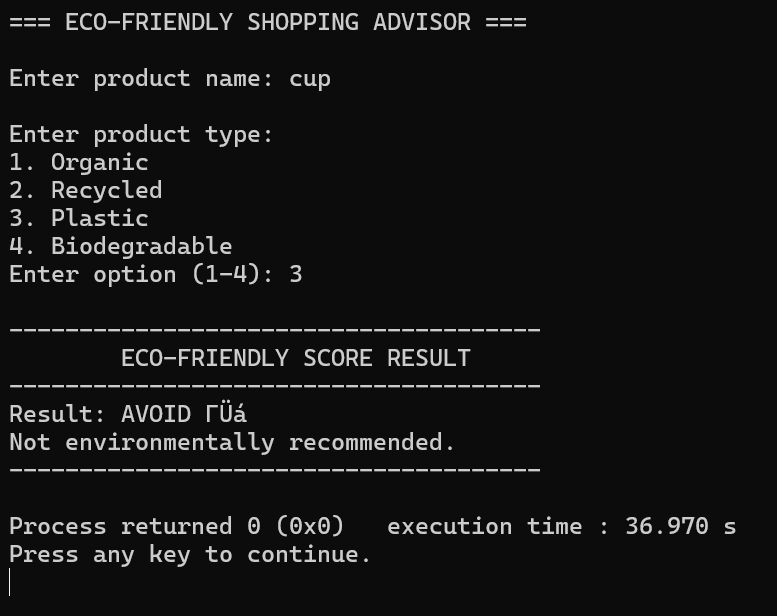 === ECO-FRIENDLY SHOPPING ADVISOR ===
Enter product name: cup
Enter product type:
1. Organic
2. Recycled
3. Plastic
4. Biodegradable
Enter option (1-4): 3
--------------------------------------
ECO-FRIENDLY SCORE RESULT
--------------------------------------
Result: AVOID ΓÜá
Not environmentally recommended.
--------------------------------------
Process returned 0 (0x0)   execution time : 36.970 s
Press any key to continue.